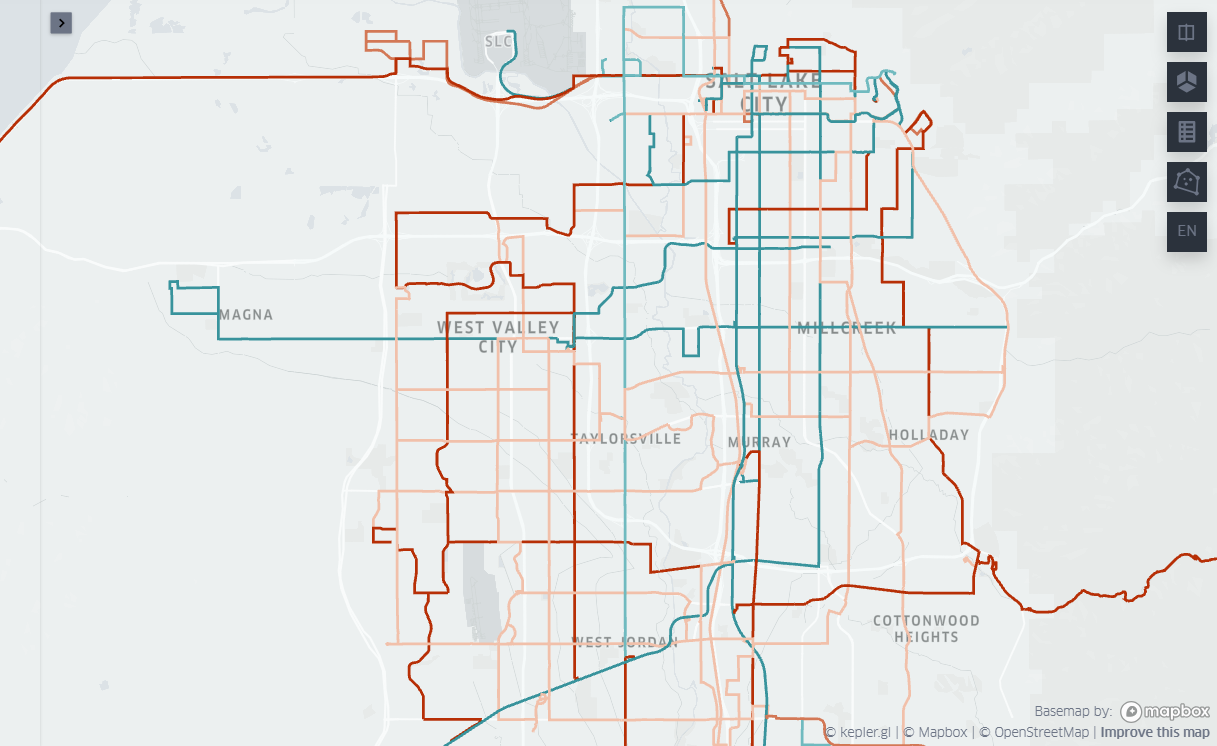 SLC
SALT LAKE
CITY
EN
MAGNA
WEST VALLEY
CITY
MILLCREEK
TAYLORSVILLE
MURRAY
HOLLADAY
COTTONWOOD
HEIGHTS
WEST JORDAN
Basemap by: mapbox
© kepler.gl | © Mapbox | © OpenStreetMap | Improve this map